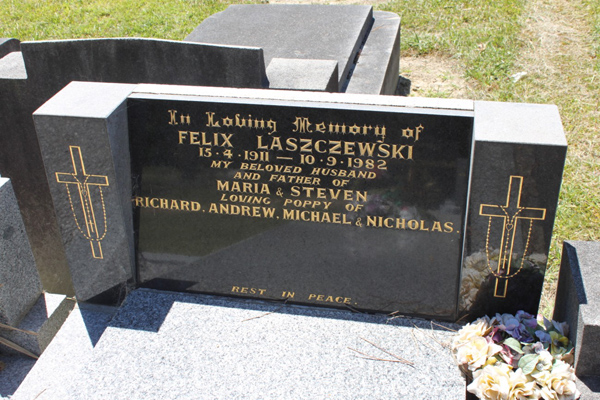 In Loving Memory of
FELIX LASZCZEWSKI
15·4·1911 — 10·9·1982
MY BELOVED HUSBAND
AND FATHER OF
MARIA & STEVEN
LOVING POPPY OF
RICHARD. ANDREW. MICHAEL & NICHOLAS.
REST IN PEACE.